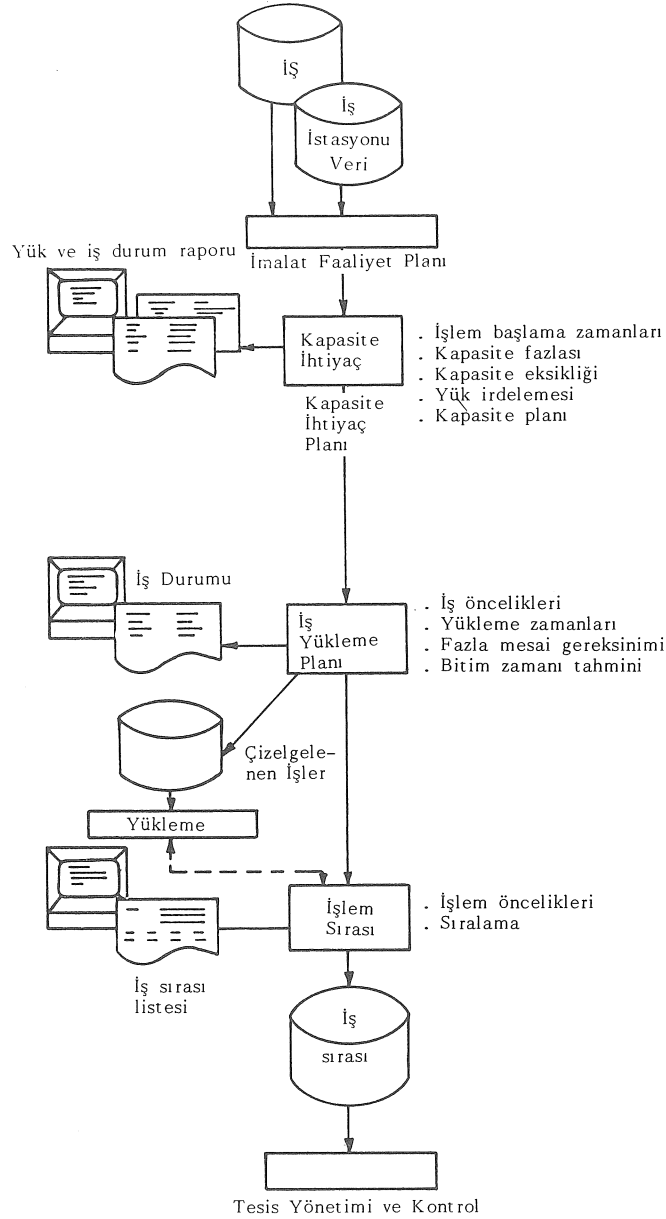 İŞ
İş
İstasyonu
Veri
İmalat Faaliyet Planı
Yük ve iş durum raporu
Kapasite
İhtiyaç
. İşlem başlama zamanları
. Kapasite fazlası
. Kapasite eksikliği
. Yük irdelemesi
. Kapasite planı
Kapasite
İhtiyaç
Planı
İş Durumu
İş
Yükleme
Planı
. İş öncelikleri
. Yükleme zamanları
. Fazla mesai gereksinimi
. Bitim zamanı tahmini
Çizelgele-
nen İşler
Yükleme
İşlem
Sırası
. İşlem öncelikleri
. Sıralama
İş sırası
listesi
İş
sırası
Tesis Yönetimi ve Kontrol